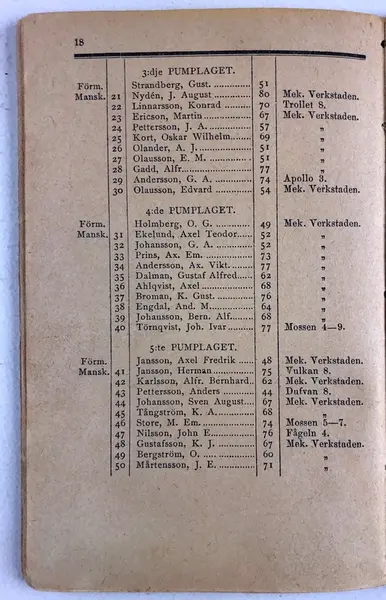 18
3:dje PUMPLAGET.
Förm. Strandberg, Gust. 51
Mansk. 21 Nydén, J. August 80 Mek. Verkstaden.
22 Linnarsson, Konrad 70 Trollet 8.
23 Ericson, Martin 67 Mek. Verkstaden.
24 Pettersson, J. A. 57 „
25 Kort, Oskar Wilhelm 69 „
26 Olander, A. J. 51 „
27 Olausson, E. M. 51 „
28 Gadd, Alfr. 77 „
29 Andersson, G. A. 74 Apollo 3.
30 Olausson, Edvard 54 Mek. Verkstaden.
4:de PUMPLAGET.
Förm. Holmberg, O. G. 49 Mek. Verkstaden.
Mansk. 31 Ekelund, Axel Teodor 52 „
32 Johansson, G. A. 52 „
33 Prins, Ax. Em. 73 „
34 Andersson, Ax. Vikt. 77 „
35 Dalman, Gustaf Alfred 62 „
36 Ahlqvist, Axel 68 „
37 Broman, K. Gust. 76 „
38 Engdal, And. M. 64 „
39 Johansson, Bern. Alf. 68 „
40 Törnqvist, Joh. Ivar 77 Mossen 4—9.
5:te PUMPLAGET.
Förm. Jansson, Axel Fredrik 48 Mek. Verkstaden.
Mansk. 41 Jansson, Herman 75 Vulkan 8.
42 Karlsson, Alfr. Bernhard 62 Mek. Verkstaden.
43 Pettersson, Anders 44 Dufvan 8.
44 Johansson, Sven August 67 Mek. Verkstaden.
45 Tångström, K. A. 68 „
46 Store, M. Em. 74 Mossen 5—7.
47 Nilsson, John E. 76 Fågeln 4.
48 Gustafsson, K. J. 67 Mek. Verkstaden.
49 Bergström, O. 60 „
50 Mårtensson, J. E. 71 „